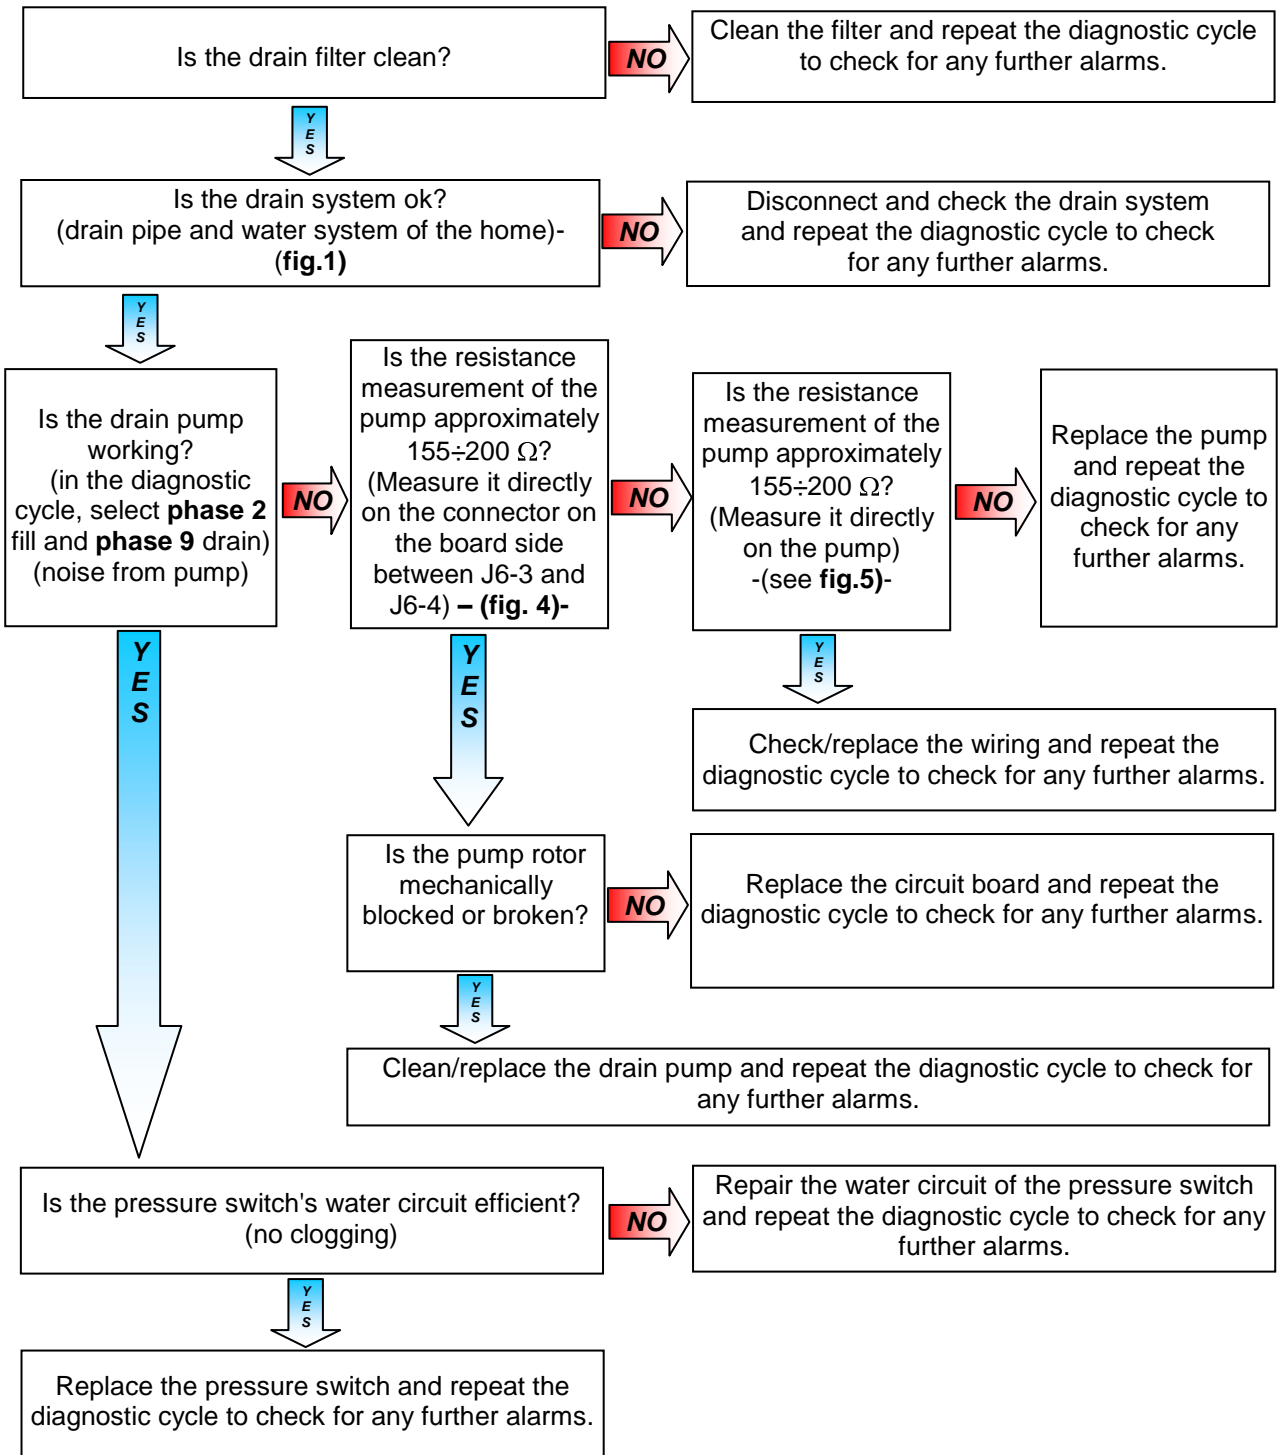 Is the drain filter clean?
NO
Clean the filter and repeat the diagnostic cycle
to check for any further alarms.
YES
Is the drain system ok?
(drain pipe and water system of the home)-
(fig.1)
NO
Disconnect and check the drain system
and repeat the diagnostic cycle to check
for any further alarms.
YES
Is the drain pump
working?
(in the diagnostic
cycle, select phase 2
fill and phase 9 drain)
(noise from pump)
NO
Is the resistance
measurement of the
pump approximately
155÷200 Ω?
(Measure it directly
on the connector on
the board side
between J6-3 and
J6-4) – (fig. 4)-
NO
Is the resistance
measurement of the
pump approximately
155÷200 Ω?
(Measure it directly
on the pump)
-(see fig.5)-
NO
Replace the pump
and repeat the
diagnostic cycle to
check for any
further alarms.
YES
YES
YES
Check/replace the wiring and repeat the
diagnostic cycle to check for any further alarms.
Is the pump rotor
mechanically
blocked or broken?
NO
Replace the circuit board and repeat the
diagnostic cycle to check for any further alarms.
YES
Clean/replace the drain pump and repeat the diagnostic cycle to check for
any further alarms.
Is the pressure switch's water circuit efficient?
(no clogging)
NO
Repair the water circuit of the pressure switch
and repeat the diagnostic cycle to check for any
further alarms.
YES
Replace the pressure switch and repeat the
diagnostic cycle to check for any further alarms.